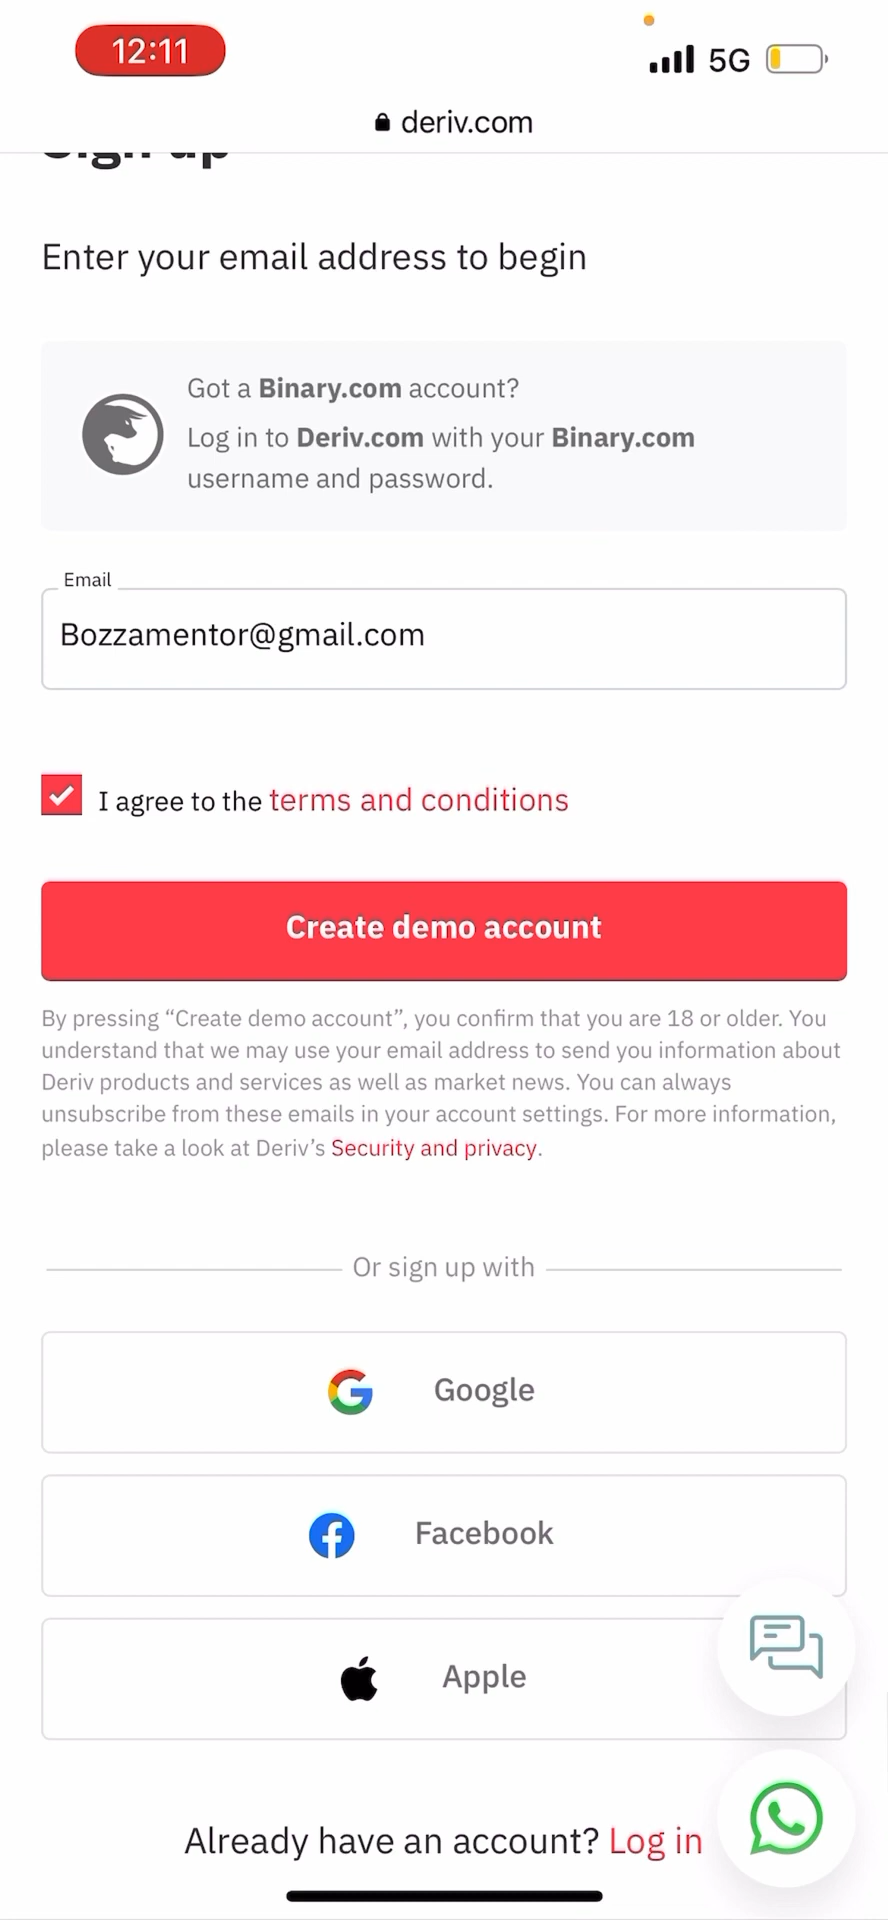 12:11
5G
deriv.com
Sign up
Enter your email address to begin
Got a Binary.com account?
Log in to Deriv.com with your Binary.com
username and password.
Email
Bozzamentor@gmail.com
I agree to the terms and conditions
Create demo account
By pressing “Create demo account”, you confirm that you are 18 or older. You
understand that we may use your email address to send you information about
Deriv products and services as well as market news. You can always
unsubscribe from these emails in your account settings. For more information,
please take a look at Deriv’s Security and privacy.
Or sign up with
Google
Facebook
Apple
Already have an account? Log in